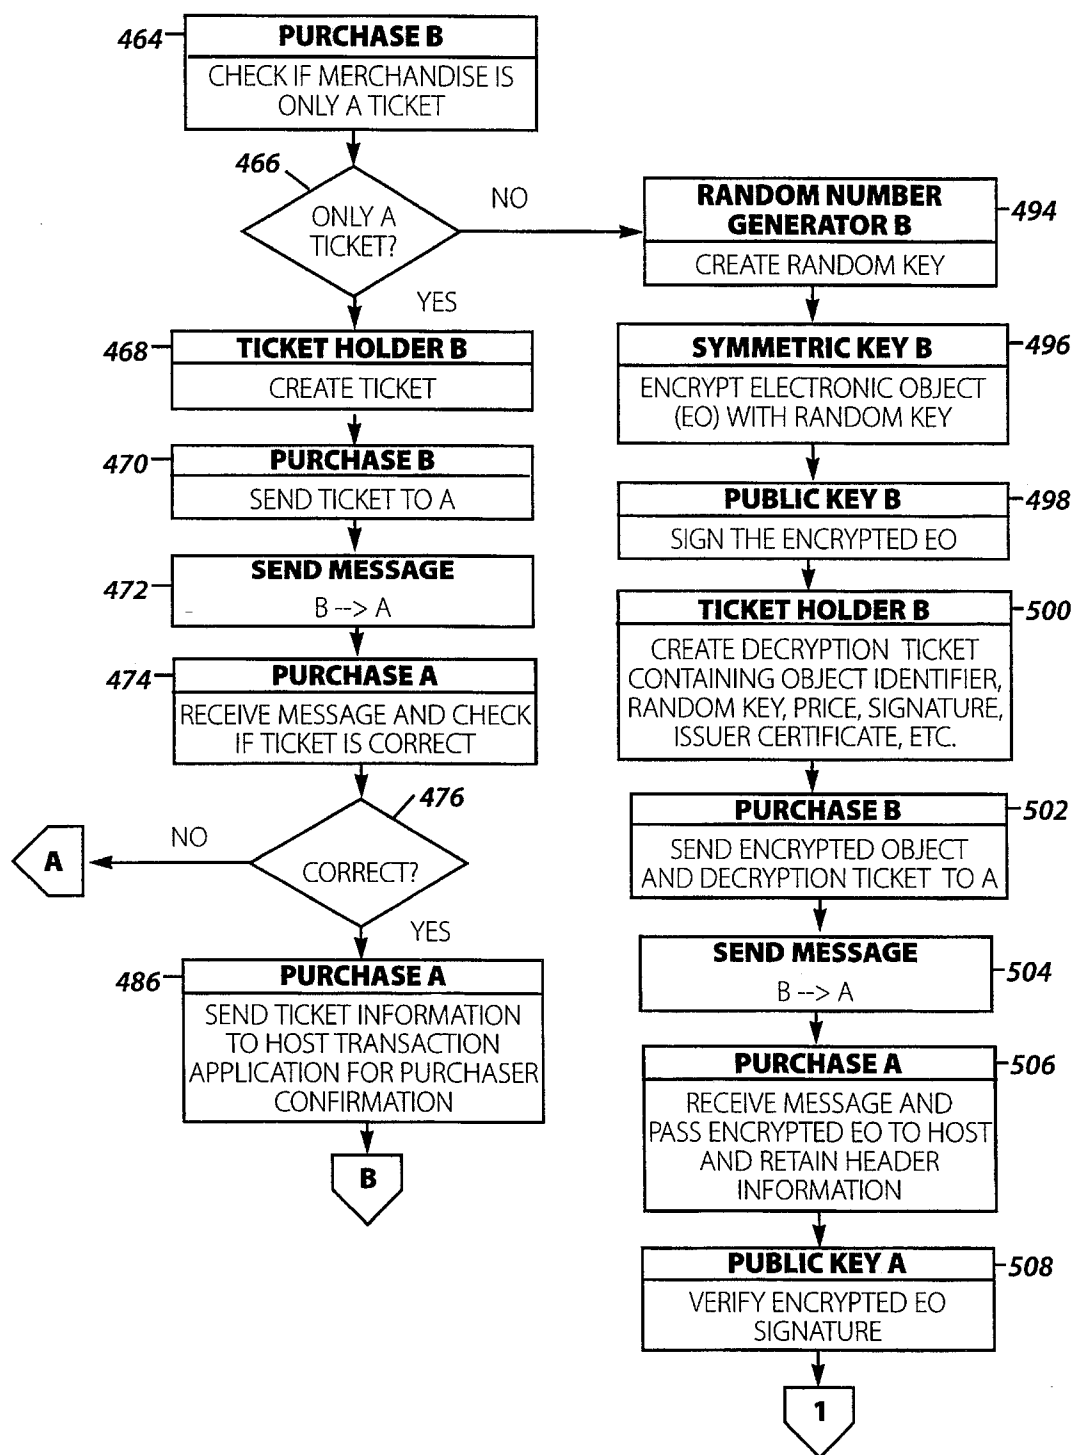 464
PURCHASE B
CHECK IF MERCHANDISE IS
ONLY A TICKET
466
ONLY A
TICKET?
NO
YES
468
TICKET HOLDER B
CREATE TICKET
470
PURCHASE B
SEND TICKET TO A
472
SEND MESSAGE
B --> A
474
PURCHASE A
RECEIVE MESSAGE AND CHECK
IF TICKET IS CORRECT
476
CORRECT?
NO
A
YES
486
PURCHASE A
SEND TICKET INFORMATION
TO HOST TRANSACTION
APPLICATION FOR PURCHASER
CONFIRMATION
B
RANDOM NUMBER
GENERATOR B
494
CREATE RANDOM KEY
SYMMETRIC KEY B
496
ENCRYPT ELECTRONIC OBJECT
(EO) WITH RANDOM KEY
PUBLIC KEY B
498
SIGN THE ENCRYPTED EO
TICKET HOLDER B
500
CREATE DECRYPTION TICKET
CONTAINING OBJECT IDENTIFIER,
RANDOM KEY, PRICE, SIGNATURE,
ISSUER CERTIFICATE, ETC.
PURCHASE B
502
SEND ENCRYPTED OBJECT
AND DECRYPTION TICKET TO A
SEND MESSAGE
504
B --> A
PURCHASE A
506
RECEIVE MESSAGE AND
PASS ENCRYPTED EO TO HOST
AND RETAIN HEADER
INFORMATION
PUBLIC KEY A
508
VERIFY ENCRYPTED EO
SIGNATURE
1